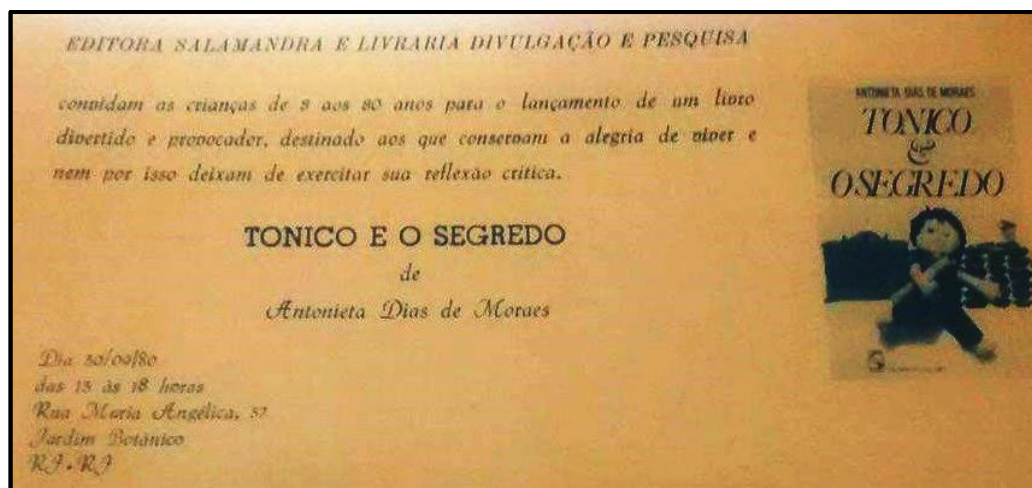 EDITORA SALAMANDRA E LIVRARIA DIVULGAÇÃO E PESQUISA
convidam as crianças de 8 aos 80 anos para o lançamento de um livro
divertido e provocador, destinado aos que conservam a alegria de viver e
nem por isso deixam de exercitar sua reflexão crítica.
TONICO E O SEGREDO
de
Antonieta Dias de Moraes
Dia 30/09/80
das 13 às 18 horas
Rua Maria Angélica, 37
Jardim Botânico
RJ-RJ
ANTONIETA DIAS DE MORAES
TONICO
&
O SEGREDO